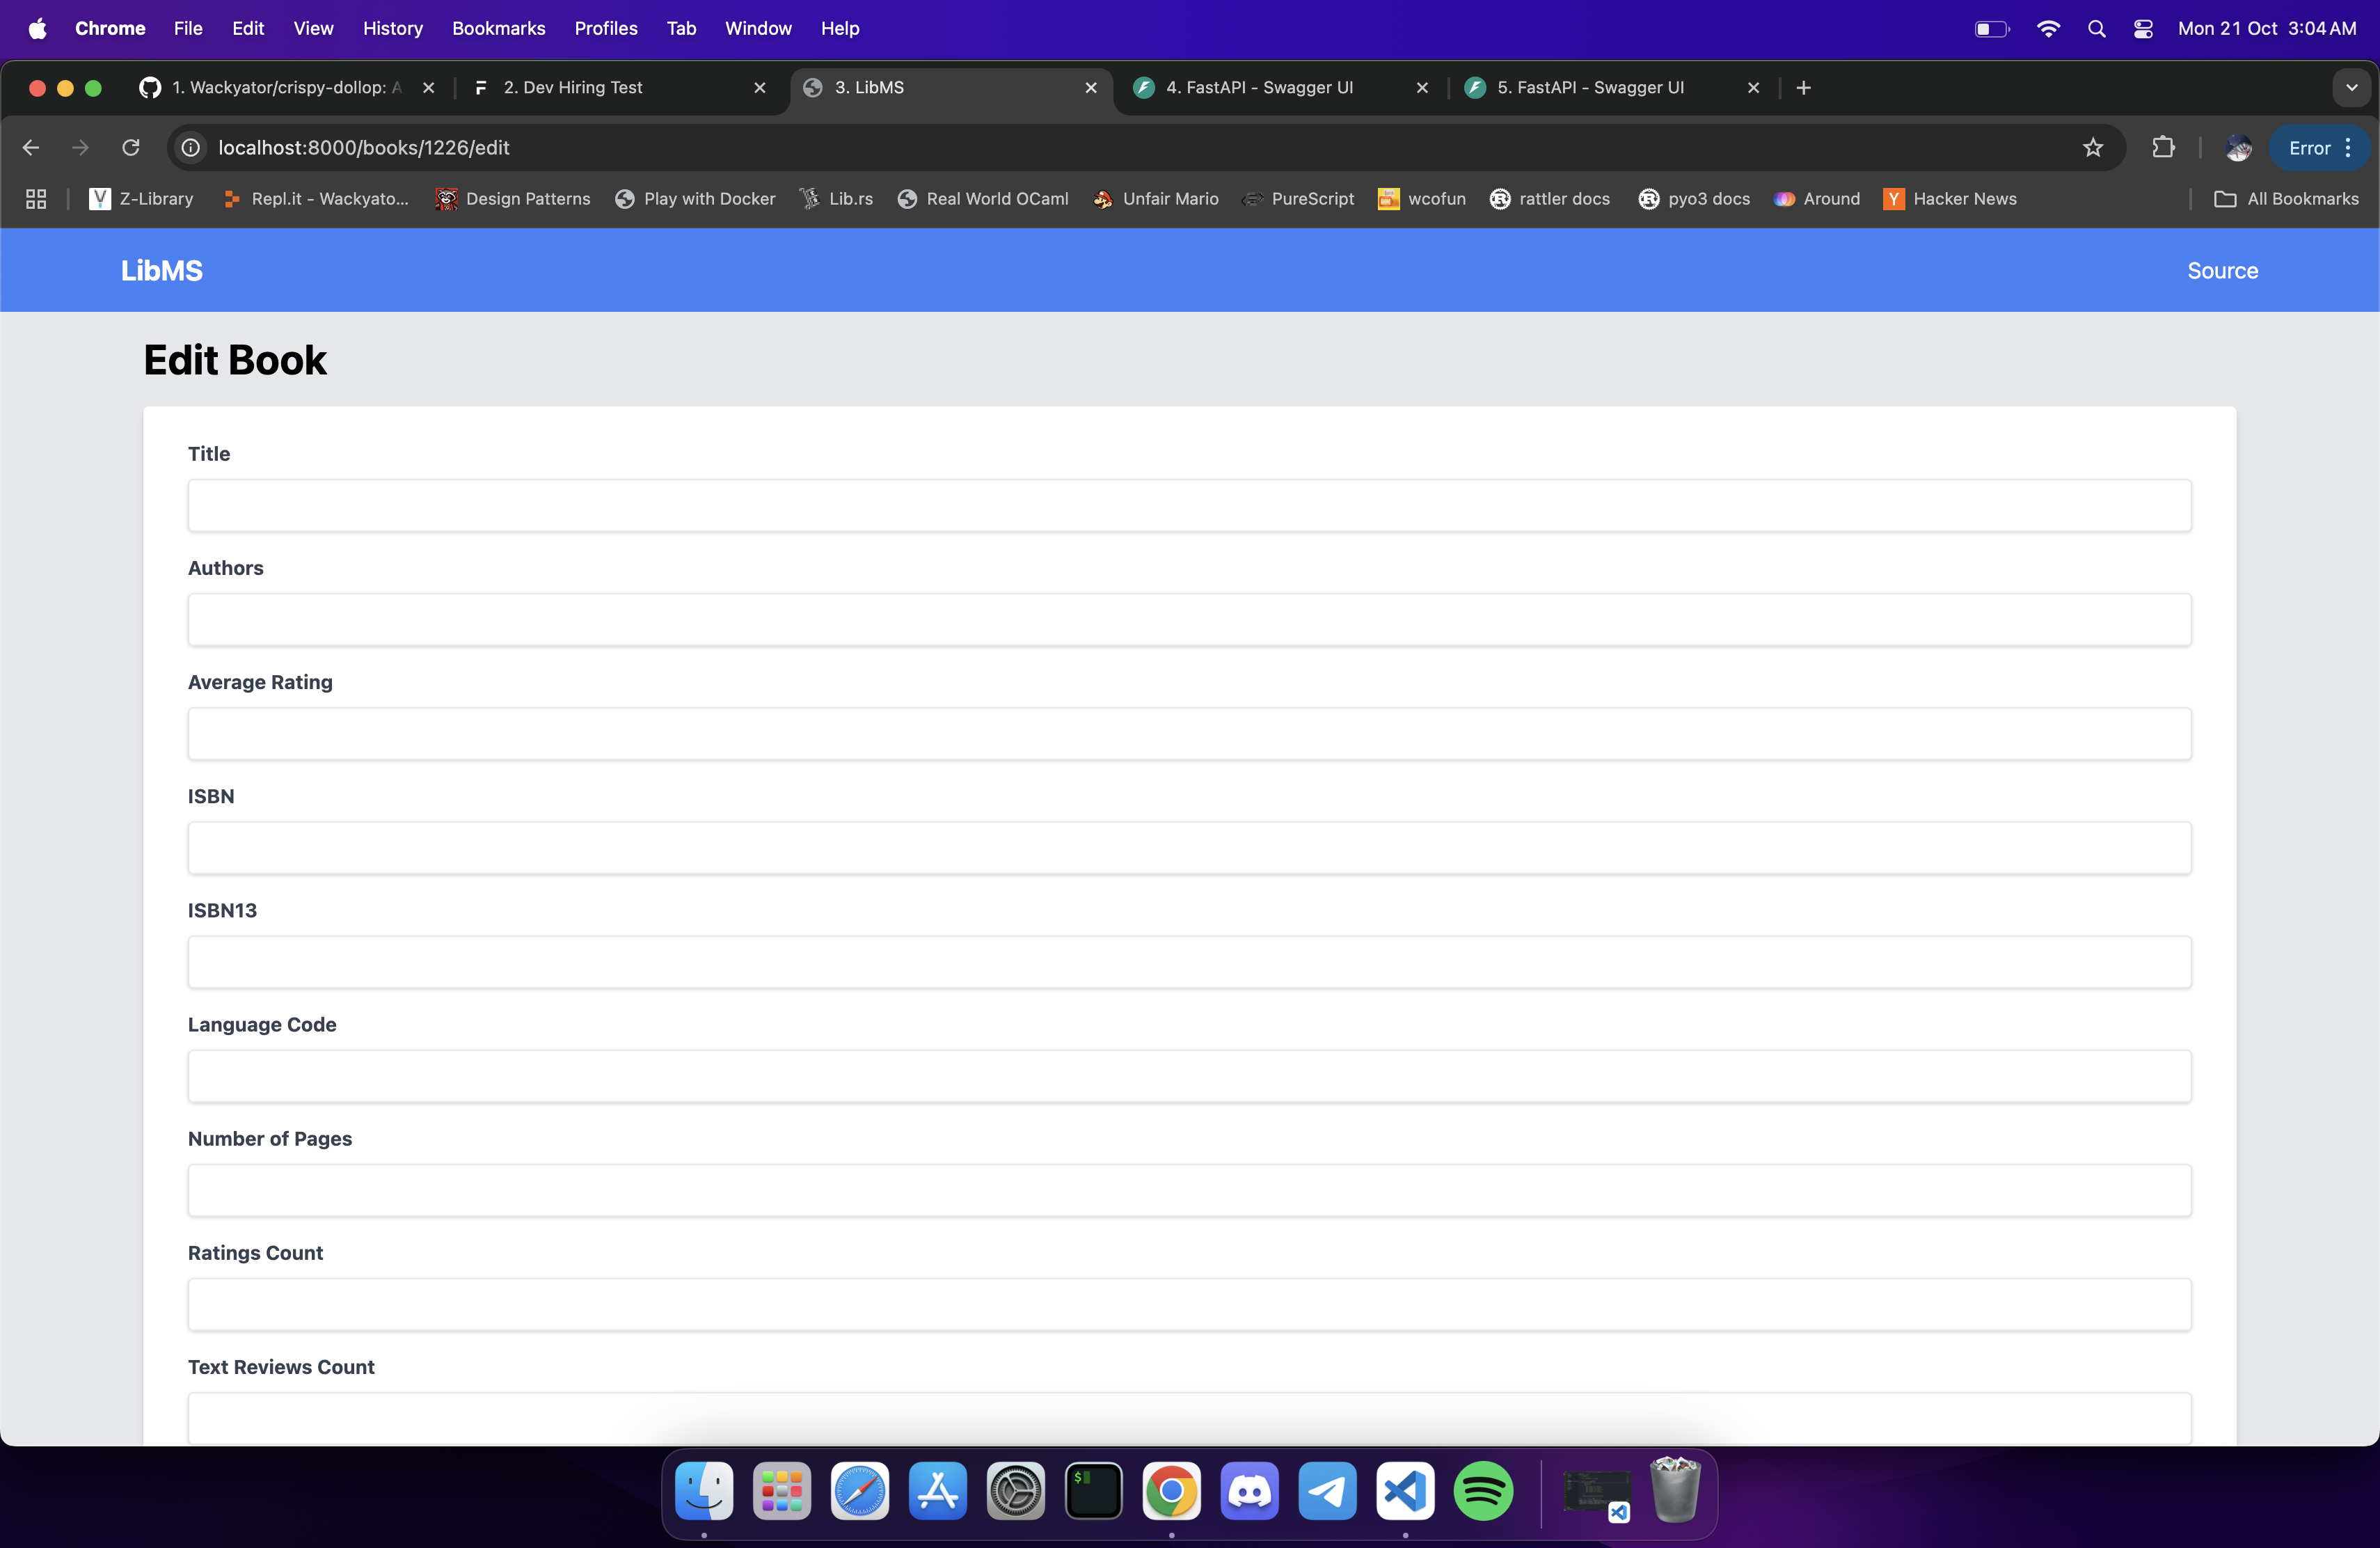 Chrome File Edit View History Bookmarks Profiles Tab Window Help Mon 21 Oct 3:04 AM
1. Wackyator/crispy-dollop: A 2. Dev Hiring Test 3. LibMS 4. FastAPI - Swagger UI 5. FastAPI - Swagger UI
localhost:8000/books/1226/edit Error
Z-Library Repl.it - Wackyato... Design Patterns Play with Docker Lib.rs Real World OCaml Unfair Mario PureScript wcofun rattler docs pyo3 docs Around Hacker News All Bookmarks
LibMS Source
Edit Book
Title
Authors
Average Rating
ISBN
ISBN13
Language Code
Number of Pages
Ratings Count
Text Reviews Count